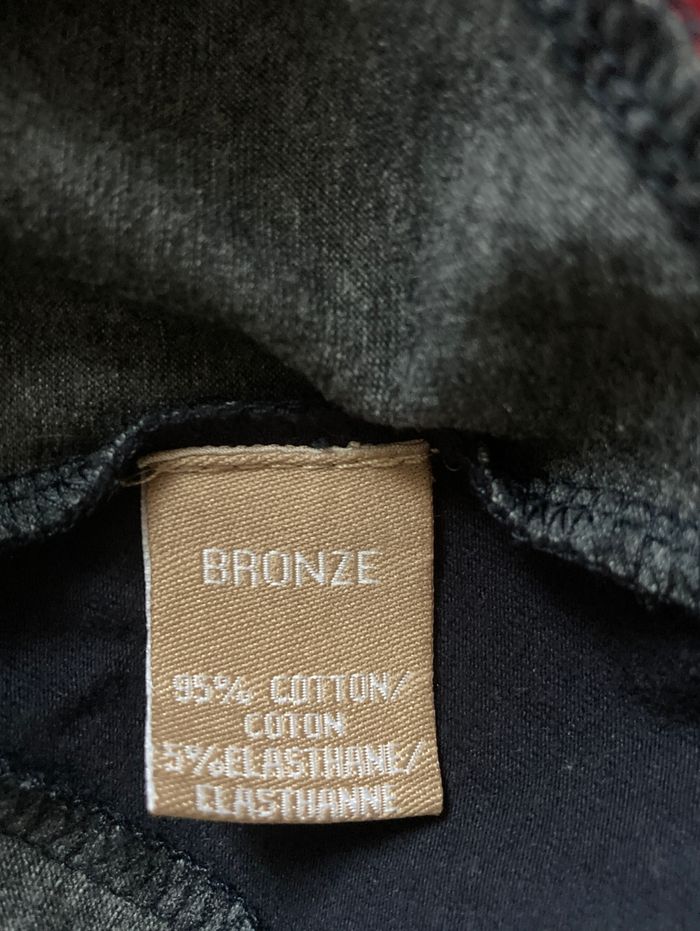 BRONZE
95% COTTON/
COTON
5%ELASTHANE/
ELASTHANNE